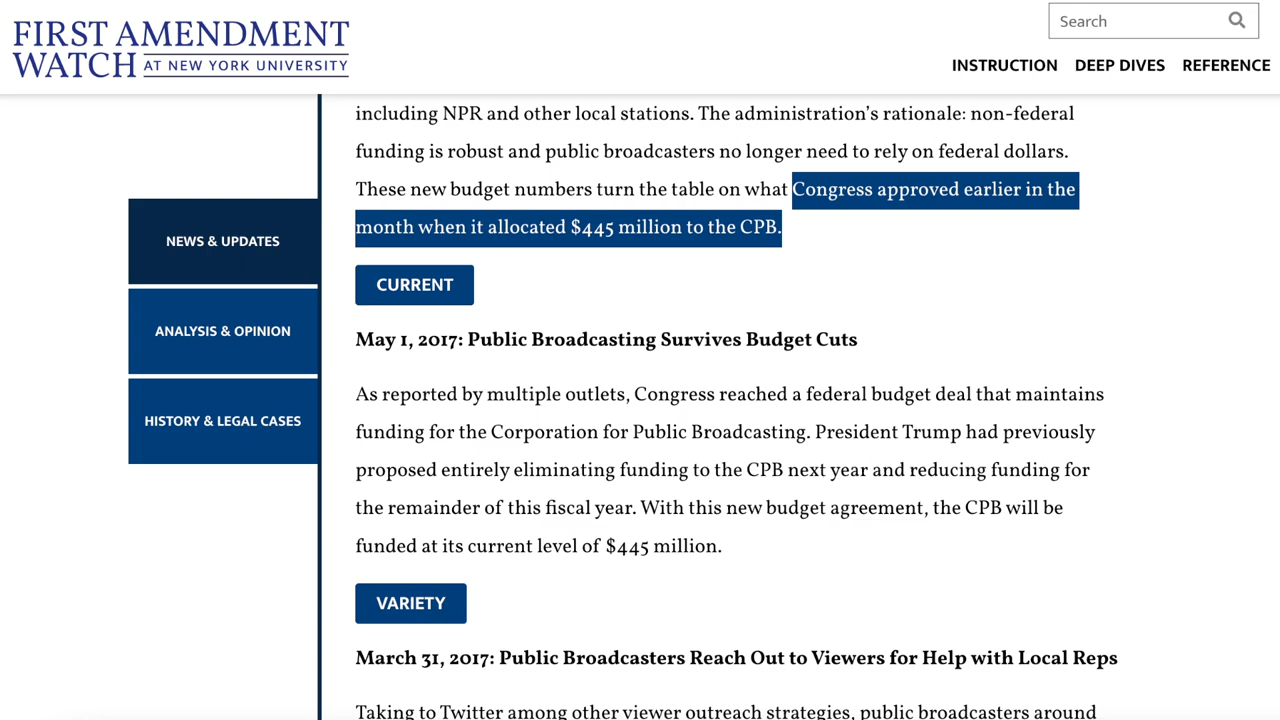 FIRST AMENDMENT
WATCH AT NEW YORK UNIVERSITY
Search
INSTRUCTION DEEP DIVES REFERENCE
including NPR and other local stations. The administration’s rationale: non-federal
funding is robust and public broadcasters no longer need to rely on federal dollars.
These new budget numbers turn the table on what Congress approved earlier in the
month when it allocated $445 million to the CPB.
NEWS & UPDATES
ANALYSIS & OPINION
HISTORY & LEGAL CASES
CURRENT
May 1, 2017: Public Broadcasting Survives Budget Cuts
As reported by multiple outlets, Congress reached a federal budget deal that maintains
funding for the Corporation for Public Broadcasting. President Trump had previously
proposed entirely eliminating funding to the CPB next year and reducing funding for
the remainder of this fiscal year. With this new budget agreement, the CPB will be
funded at its current level of $445 million.
VARIETY
March 31, 2017: Public Broadcasters Reach Out to Viewers for Help with Local Reps
Taking to Twitter among other viewer outreach strategies, public broadcasters around